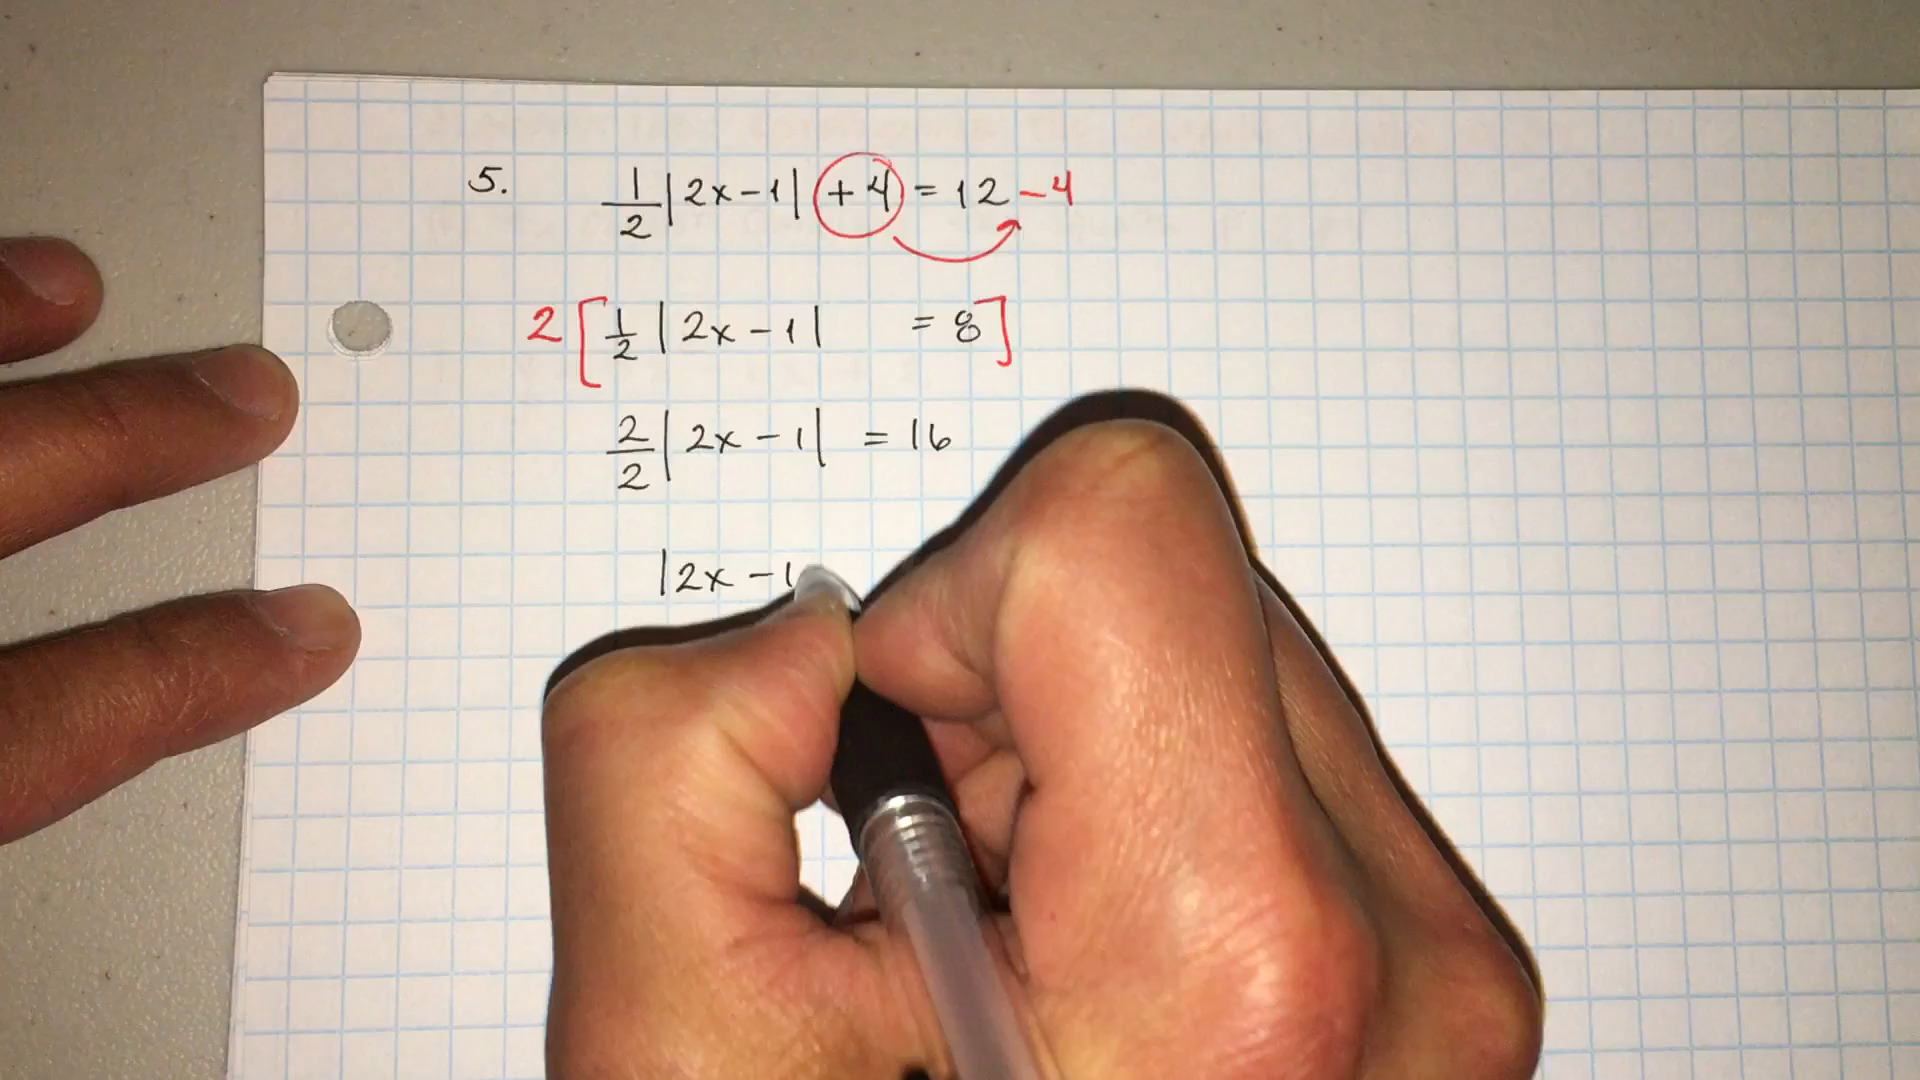 5. 1/2 |2x-1| +4 = 12 -4
2 [ 1/2 |2x-1| = 8 ]
2/2 |2x-1| = 16
|2x-1